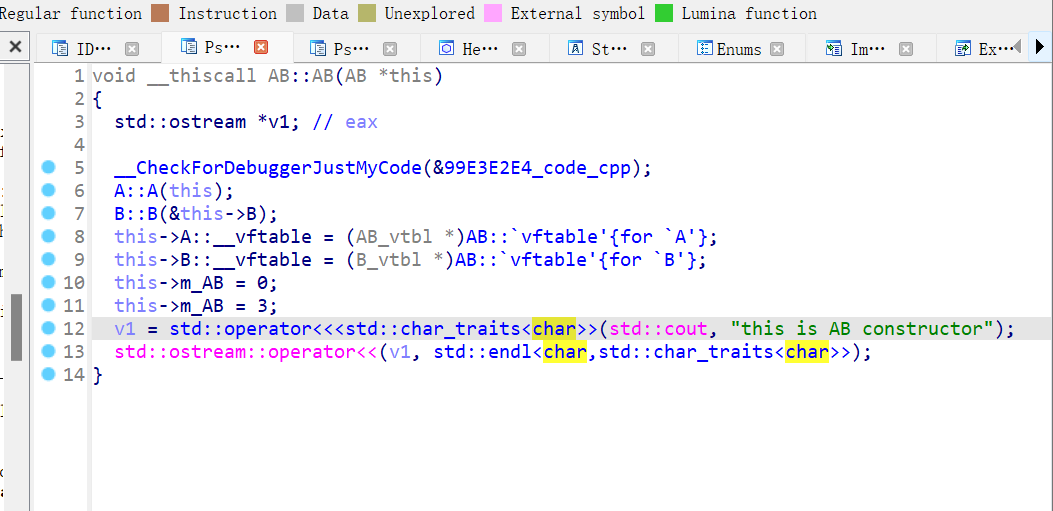 Regular function Instruction Data Unexplored External symbol Lumina function
ID··· Ps··· Ps··· He··· St··· Enums Im··· Ex···
1 void __thiscall AB::AB(AB *this)
2 {
3 std::ostream *v1; // eax
4
5 __CheckForDebuggerJustMyCode(&99E3E2E4_code_cpp);
6 A::A(this);
7 B::B(&this->B);
8 this->A::__vftable = (AB_vtbl *)AB::`vftable'{for `A'};
9 this->B::__vftable = (B_vtbl *)AB::`vftable'{for `B'};
10 this->m_AB = 0;
11 this->m_AB = 3;
12 v1 = std::operator<<<std::char_traits<char>>(std::cout, "this is AB constructor");
13 std::ostream::operator<<(v1, std::endl<char,std::char_traits<char>>);
14 }